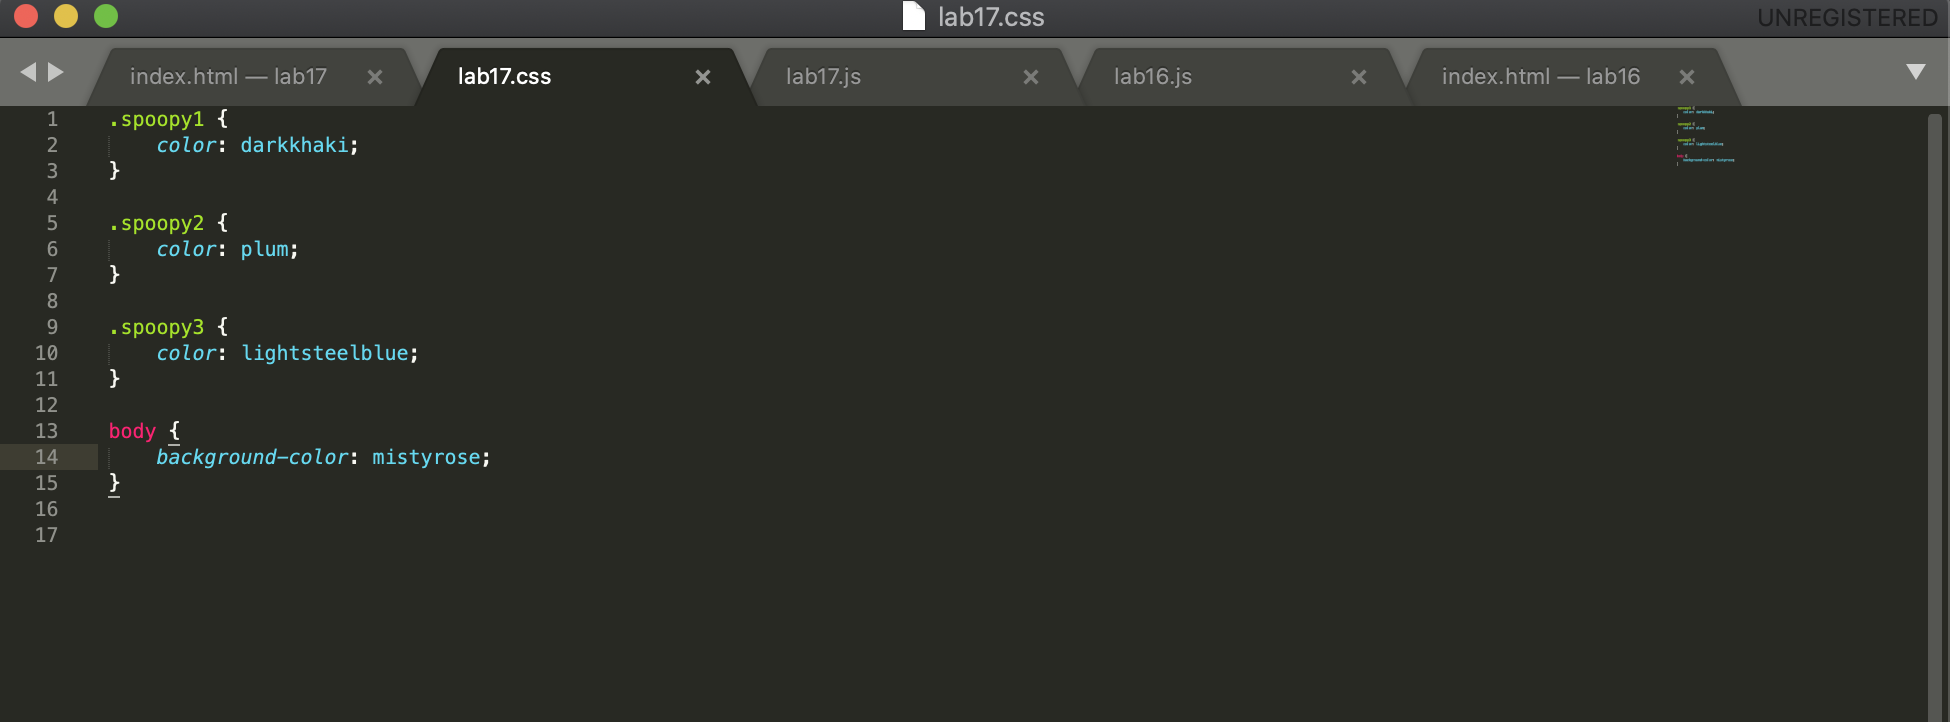 lab17.css
UNREGISTERED
index.html — lab17
lab17.css
lab17.js
lab16.js
index.html — lab16
1 .spoopy1 {
2 color: darkkhaki;
3 }
4
5 .spoopy2 {
6 color: plum;
7 }
8
9 .spoopy3 {
10 color: lightsteelblue;
11 }
12
13 body {
14 background-color: mistyrose;
15 }
16
17